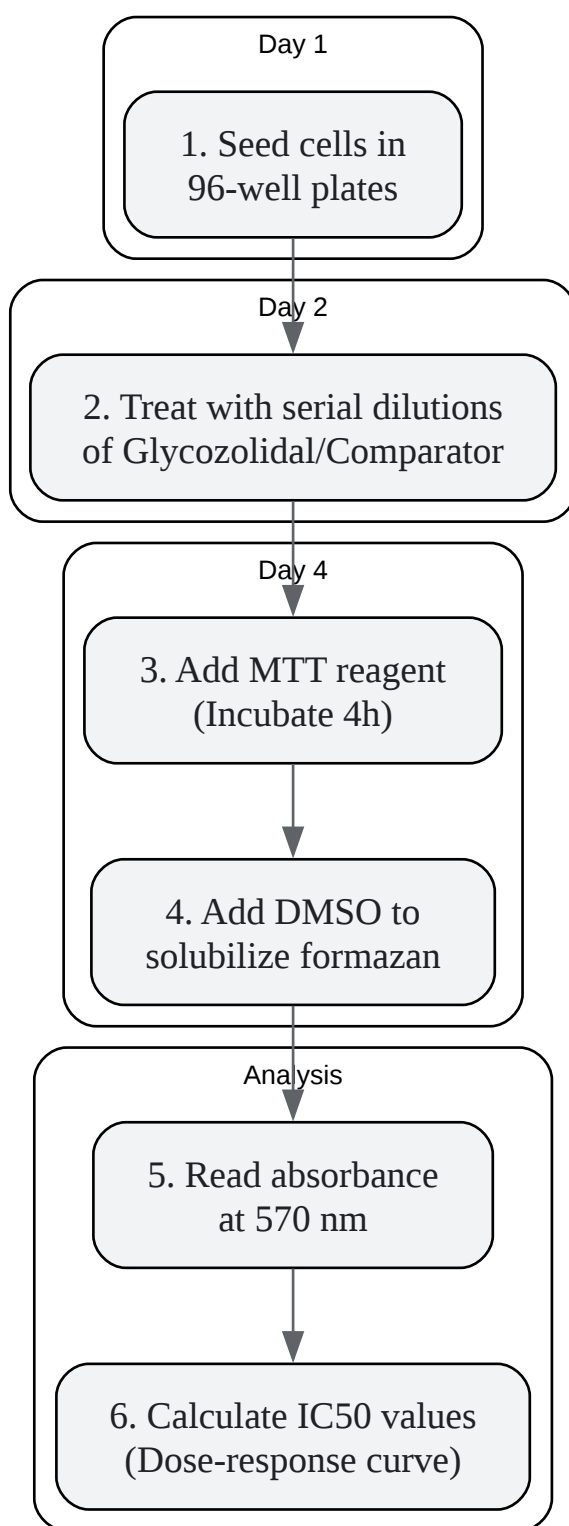 Day 1
1. Seed cells in
96-well plates
Day 2
2. Treat with serial dilutions
of Glycozolidal/Comparator
Day 4
3. Add MTT reagent
(Incubate 4h)
4. Add DMSO to
solubilize formazan
Analysis
5. Read absorbance
at 570 nm
6. Calculate IC50 values
(Dose-response curve)